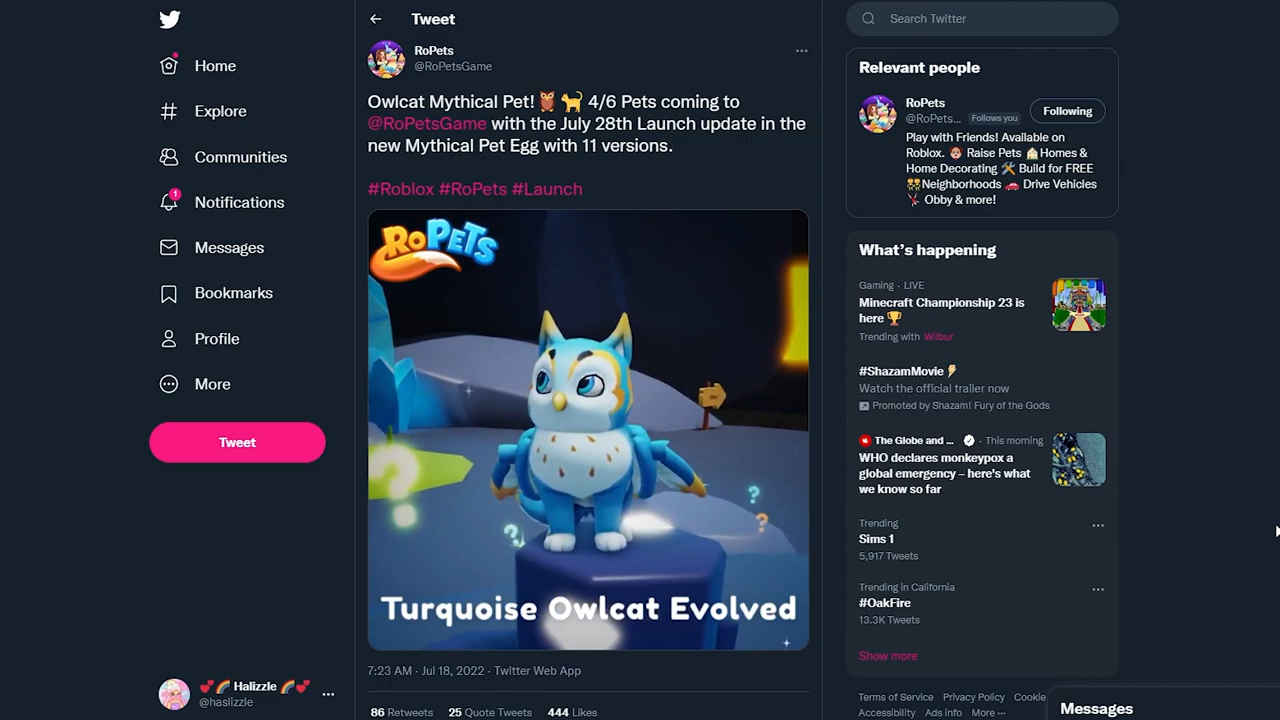 Home
Explore
Communities
1
Notifications
Messages
Bookmarks
Profile
More
Tweet
💕🌈 Halizzle 🌈💕
@haslizzle
Tweet
RoPets
@RoPetsGame
Owlcat Mythical Pet!🦉🐈 4/6 Pets coming to
@RoPetsGame with the July 28th Launch update in the
new Mythical Pet Egg with 11 versions.
#Roblox #RoPets #Launch
RoPETS
? ? ? ?
Turquoise Owlcat Evolved
7:23 AM · Jul 18, 2022 · Twitter Web App
86 Retweets 25 Quote Tweets 444 Likes
Search Twitter
Relevant people
RoPets
@RoPets... Follows you
Following
Play with Friends! Available on
Roblox. 🐶 Raise Pets 🏠Homes &
Home Decorating 🛠️ Build for FREE
👯Neighborhoods 🚗 Drive Vehicles
🤸 Obby & more!
What's happening
Gaming · LIVE
Minecraft Championship 23 is
here 🏆
Trending with Wilbur
#ShazamMovie ⚡
Watch the official trailer now
Promoted by Shazam! Fury of the Gods
The Globe and ... · This morning
WHO declares monkeypox a
global emergency – here's what
we know so far
Trending
Sims 1
5,917 Tweets
Trending in California
#OakFire
13.3K Tweets
Show more
Terms of Service Privacy Policy Cookie
Accessibility Ads info More ···
Messages